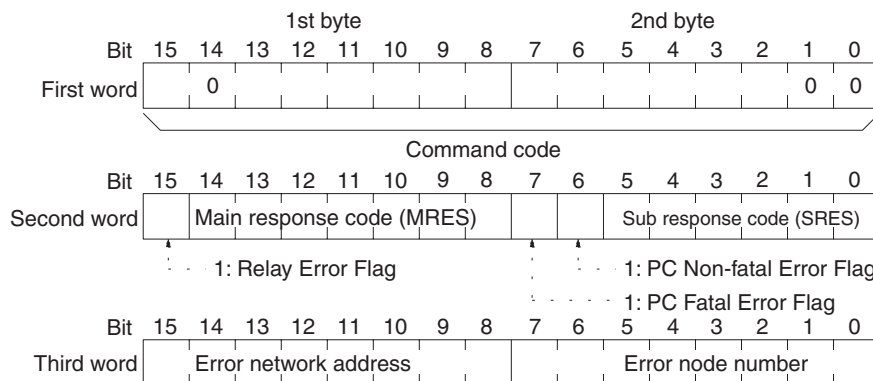 1st byte 2nd byte
Bit 15 14 13 12 11 10 9 8 7 6 5 4 3 2 1 0
First word 0 0 0
Command code
Bit 15 14 13 12 11 10 9 8 7 6 5 4 3 2 1 0
Second word Main response code (MRES) Sub response code (SRES)
1: Relay Error Flag 1: PC Non-fatal Error Flag
1: PC Fatal Error Flag
Bit 15 14 13 12 11 10 9 8 7 6 5 4 3 2 1 0
Third word Error network address Error node number